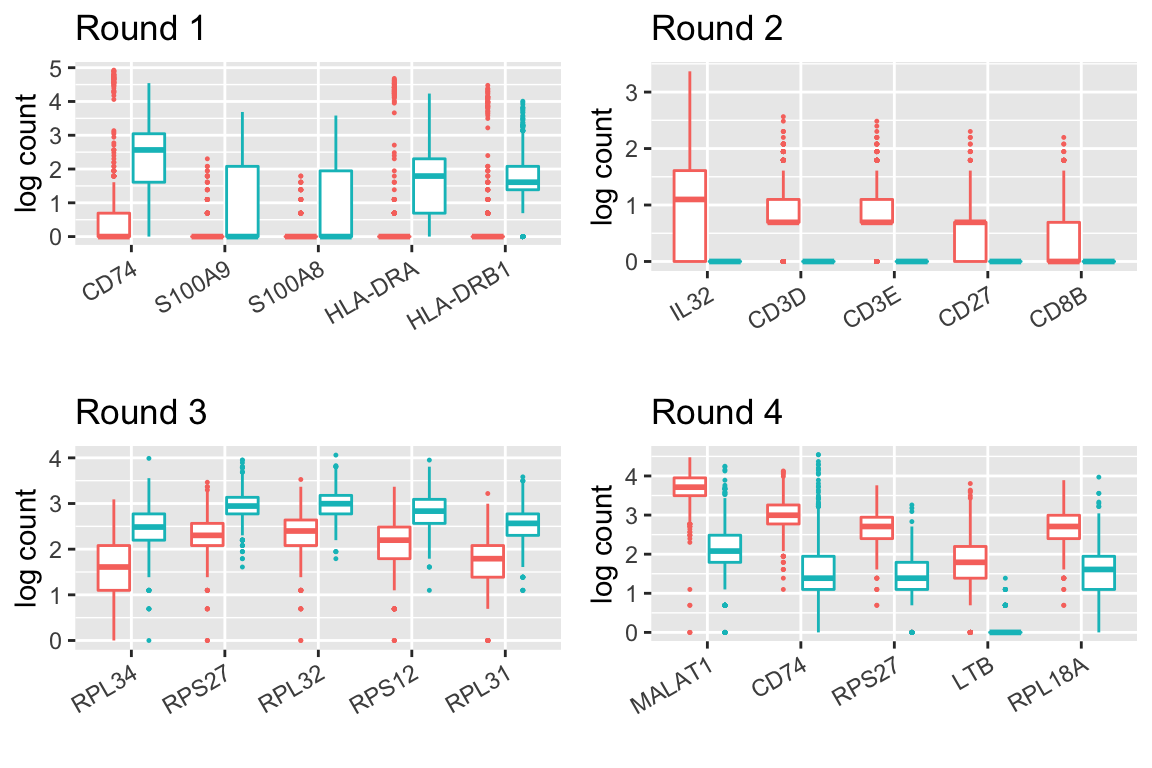 Round 1
log count
5
4
3
2
1
0
CD74
S100A9
S100A8
HLA-DRA
HLA-DRB1
Round 2
log count
3
2
1
0
IL32
CD3D
CD3E
CD27
CD8B
Round 3
log count
4
3
2
1
0
RPL34
RPS27
RPL32
RPS12
RPL31
Round 4
log count
4
3
2
1
0
MALAT1
CD74
RPS27
LTB
RPL18A